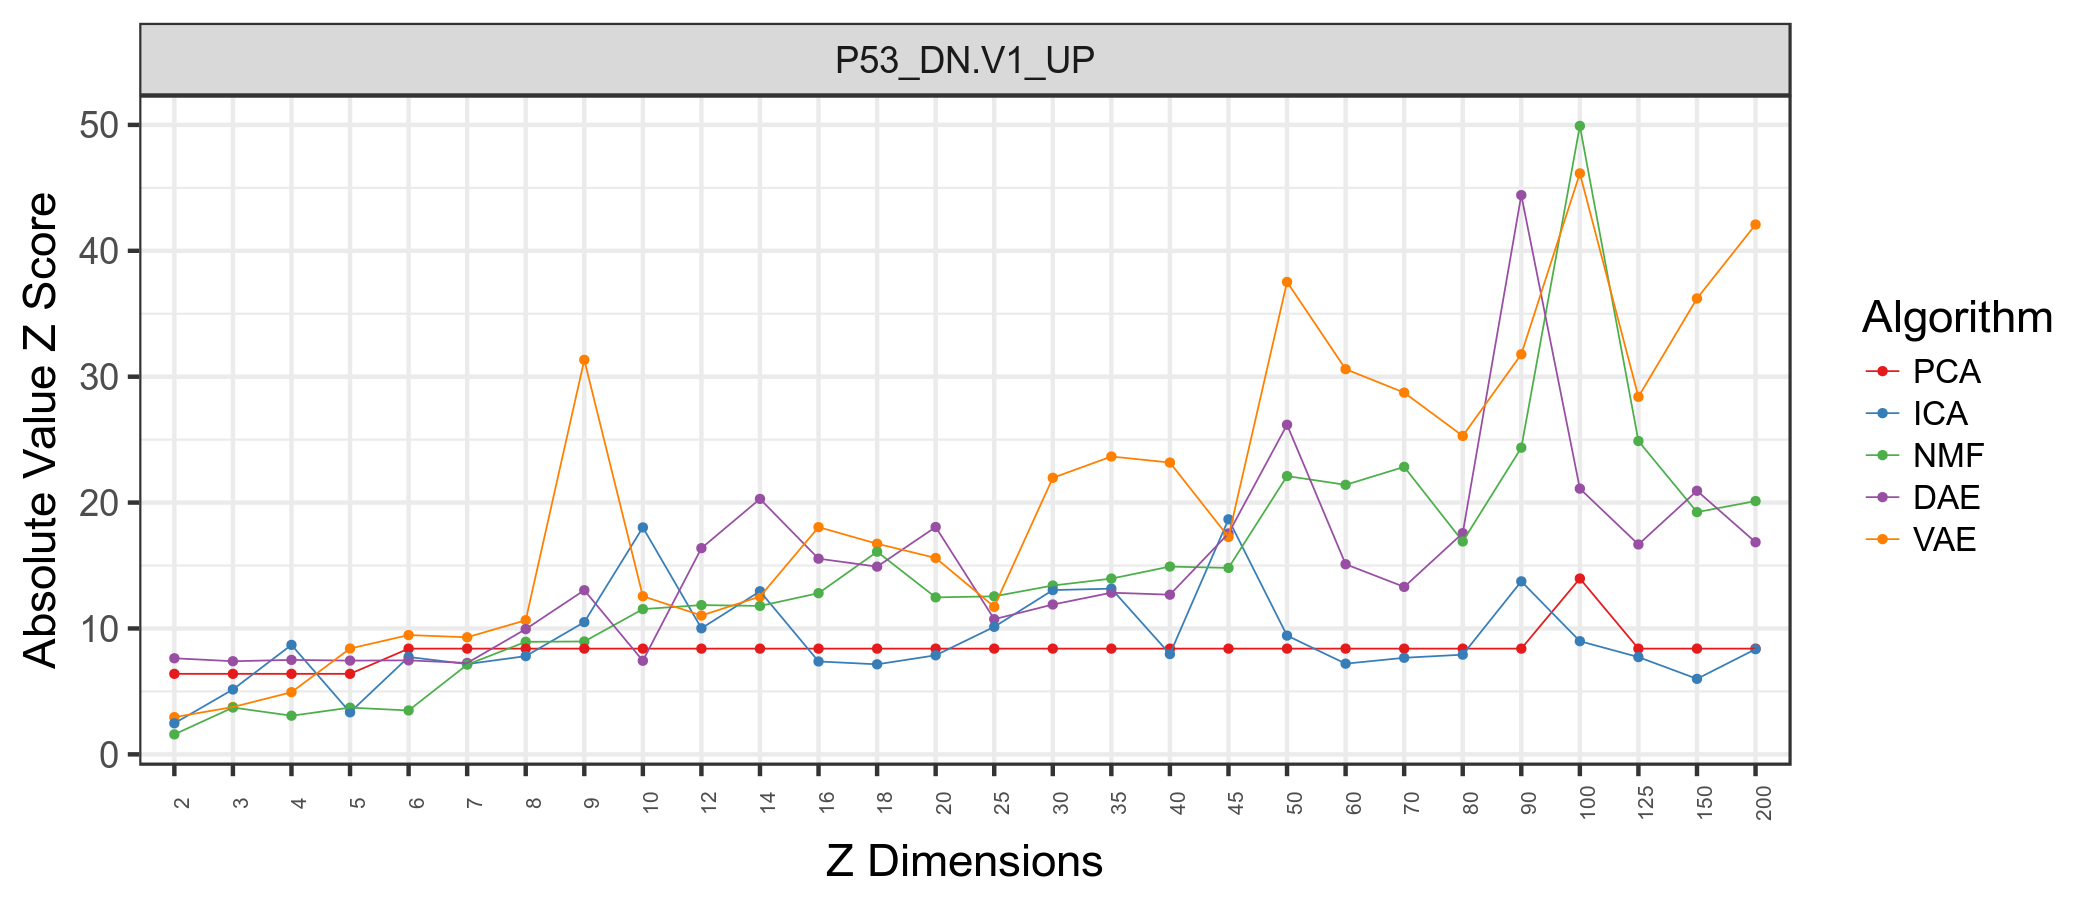 P53_DN.V1_UP
Absolute Value Z Score
50
40
30
20
10
0
2 3 4 5 6 7 8 9 10 12 14 16 18 20 25 30 35 40 45 50 60 70 80 90 100 125 150 200
Z Dimensions
Algorithm
PCA
ICA
NMF
DAE
VAE